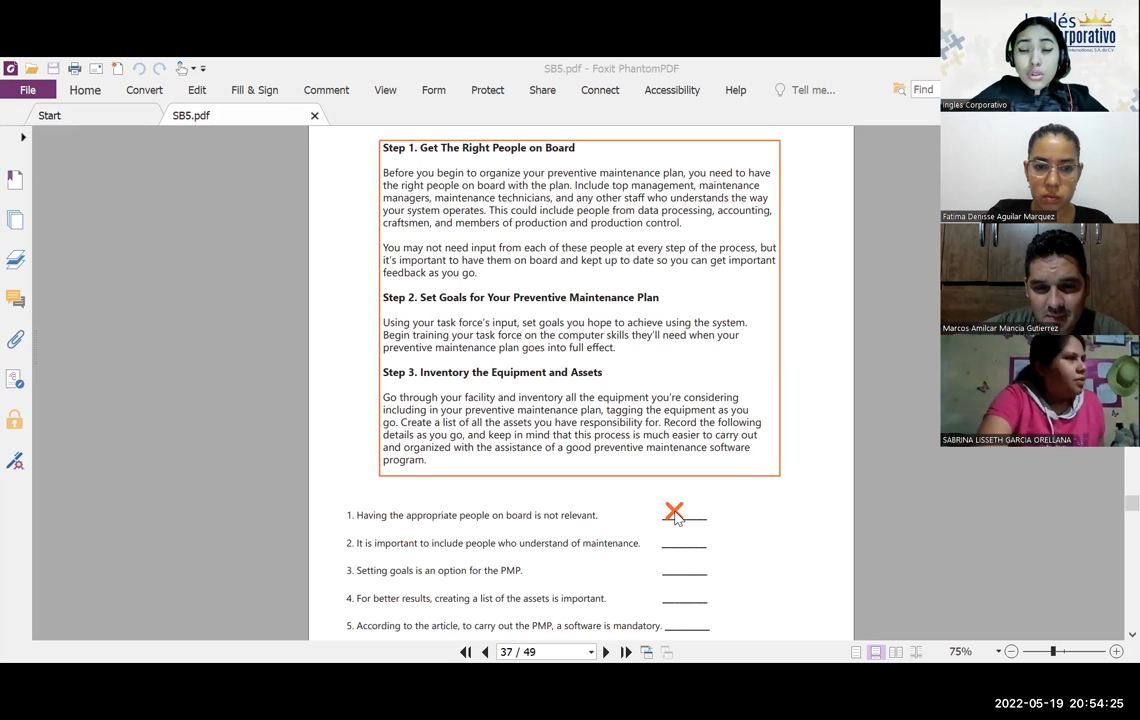 Inglés
Corporativo
International, S.A. de C.V.
SB5.pdf - Foxit PhantomPDF
File Home Convert Edit Fill & Sign Comment View Form Protect Share Connect Accessibility Help Tell me... Find
Ingles Corporativo
Start SB5.pdf
Step 1. Get The Right People on Board
Before you begin to organize your preventive maintenance plan, you need to have
the right people on board with the plan. Include top management, maintenance
managers, maintenance technicians, and any other staff who understands the way
your system operates. This could include people from data processing, accounting,
craftsmen, and members of production and production control.
Fatima Denisse Aguilar Marquez
You may not need input from each of these people at every step of the process, but
it's important to have them on board and kept up to date so you can get important
feedback as you go.
Step 2. Set Goals for Your Preventive Maintenance Plan
Using your task force's input, set goals you hope to achieve using the system.
Begin training your task force on the computer skills they'll need when your
preventive maintenance plan goes into full effect.
Marcos Amilcar Mancia Gutierrez
Step 3. Inventory the Equipment and Assets
Go through your facility and inventory all the equipment you're considering
including in your preventive maintenance plan, tagging the equipment as you
go. Create a list of all the assets you have responsibility for. Record the following
details as you go, and keep in mind that this process is much easier to carry out
and organized with the assistance of a good preventive maintenance software
program.
SABRINA LISSETH GARCIA ORELLANA
1. Having the appropriate people on board is not relevant.
2. It is important to include people who understand of maintenance.
3. Setting goals is an option for the PMP.
4. For better results, creating a list of the assets is important.
5. According to the article, to carry out the PMP, a software is mandatory.
37 / 49
75%
2022-05-19 20:54:25